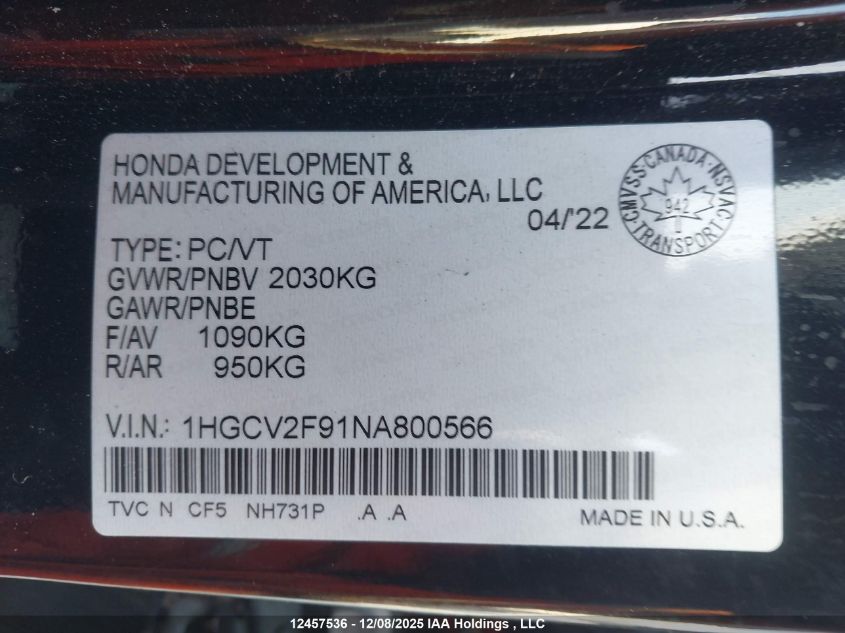 HONDA DEVELOPMENT &
MANUFACTURING OF AMERICA, LLC
04/'22
CMVSS·CANADA·NSVAC
942
TRANSPORT
TYPE: PC/VT
GVWR/PNBV 2030KG
GAWR/PNBE
F/AV 1090KG
R/AR 950KG
V.I.N.: 1HGCV2F91NA800566
TVC N CF5 NH731P .A .A
MADE IN U.S.A.
12457536 - 12/08/2025 IAA Holdings , LLC©